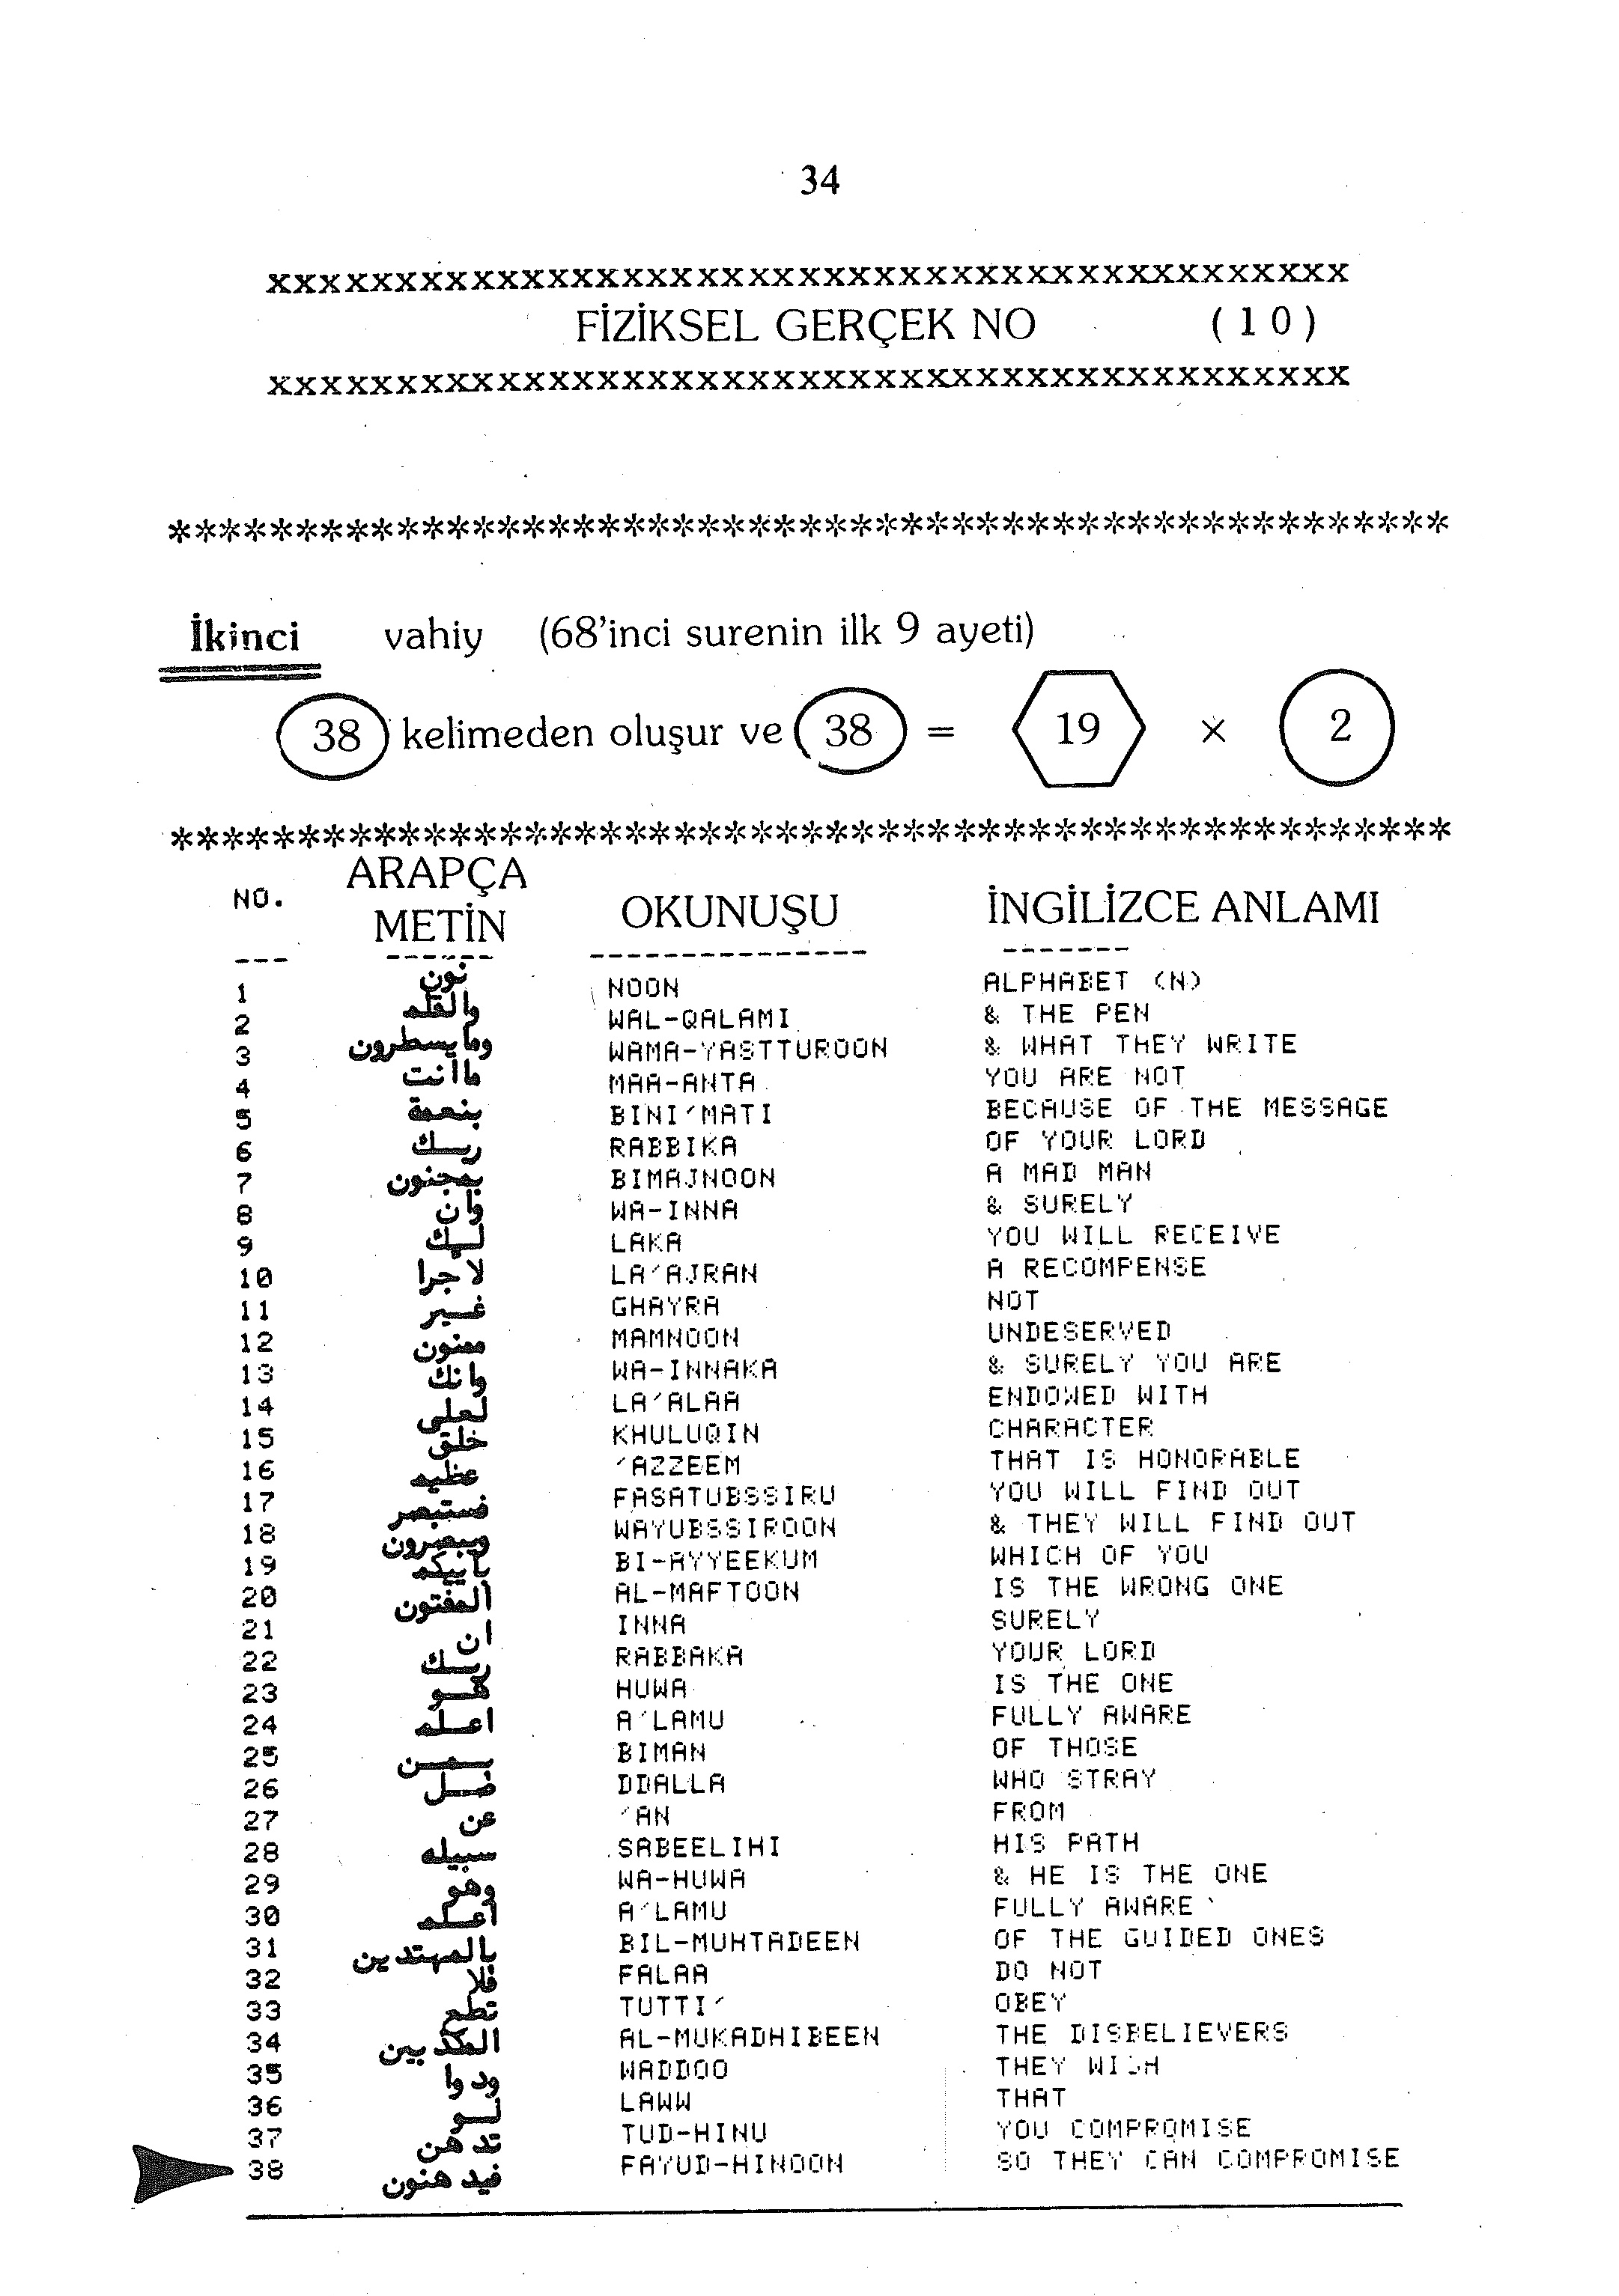 34
xxxxxxxxxxxxxxxxxxxxxxxxxxxxxxxxxxxxxxxxxx
FİZİKSEL GERÇEK NO (10)
xxxxxxxxxxxxxxxxxxxxxxxxxxxxxxxxxxxxxxxxxx
***************************************************
İkinci vahiy (68'inci surenin ilk 9 ayeti)
38 kelimeden oluşur ve 38 = 19 × 2
***************************************************
NO. ARAPÇA METİN OKUNUŞU İNGİLİZCE ANLAMI
1 نون NOON ALPHABET (N)
2 والقلم WAL-QALAMI & THE PEN
3 ومايسطرون WAMA-YASTTUROON & WHAT THEY WRITE
4 ماانت MAA-ANTA YOU ARE NOT
5 بنعمة BINI'MATI BECAUSE OF THE MESSAGE
6 ربك RABBIKA OF YOUR LORD
7 بمجنون BIMAJNOON A MAD MAN
8 وان WA-INNA & SURELY
9 لك LAKA YOU WILL RECEIVE
10 لاجرا LA'AJRAN A RECOMPENSE
11 غير GHAYRA NOT
12 ممنون MAMNOON UNDESERVED
13 وانك WA-INNAKA & SURELY YOU ARE
14 لعلى LA'ALAA ENDOWED WITH
15 خلق KHULUQIN CHARACTER
16 عظيم 'AZZEEM THAT IS HONORABLE
17 فستبصر FASATUBSSIRU YOU WILL FIND OUT
18 ويبصرون WAYUBSSIROON & THEY WILL FIND OUT
19 باييكم BI-AYYEEKUM WHICH OF YOU
20 المفتون AL-MAFTOON IS THE WRONG ONE
21 ان INNA SURELY
22 ربك RABBAKA YOUR LORD
23 هو HUWA IS THE ONE
24 اعلم A'LAMU FULLY AWARE
25 بمن BIMAN OF THOSE
26 ضل DDALLA WHO STRAY
27 عن 'AN FROM
28 سبيله SABEELIHI HIS PATH
29 وهو WA-HUWA & HE IS THE ONE
30 اعلم A'LAMU FULLY AWARE
31 بالمهتدين BIL-MUHTADEEN OF THE GUIDED ONES
32 فلا FALAA DO NOT
33 تطع TUTTI' OBEY
34 المكذبين AL-MUKADHIBEEN THE DISBELIEVERS
35 ودوا WADDOO THEY WISH
36 لو LAWW THAT
37 تدهن TUD-HINU YOU COMPROMISE
38 فيدهنون FAYUD-HINOON SO THEY CAN COMPROMISE